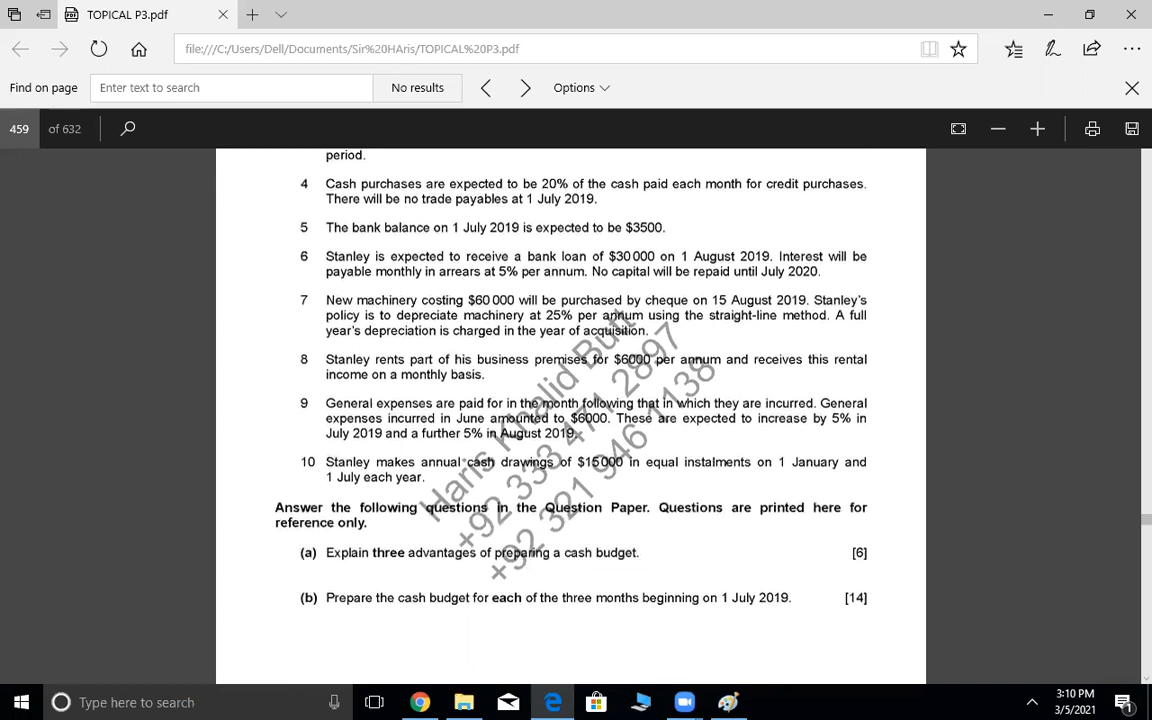 TOPICAL P3.pdf
file:///C:/Users/Dell/Documents/Sir%20HAris/TOPICAL%20P3.pdf
Find on page
Enter text to search
No results
Options
459
of 632
period.
4 Cash purchases are expected to be 20% of the cash paid each month for credit purchases.
There will be no trade payables at 1 July 2019.
5 The bank balance on 1 July 2019 is expected to be $3500.
6 Stanley is expected to receive a bank loan of $30 000 on 1 August 2019. Interest will be
payable monthly in arrears at 5% per annum. No capital will be repaid until July 2020.
7 New machinery costing $60 000 will be purchased by cheque on 15 August 2019. Stanley's
policy is to depreciate machinery at 25% per annum using the straight-line method. A full
year's depreciation is charged in the year of acquisition.
8 Stanley rents part of his business premises for $6000 per annum and receives this rental
income on a monthly basis.
9 General expenses are paid for in the month following that in which they are incurred. General
expenses incurred in June amounted to $6000. These are expected to increase by 5% in
July 2019 and a further 5% in August 2019.
10 Stanley makes annual cash drawings of $15 000 in equal instalments on 1 January and
1 July each year.
Answer the following questions in the Question Paper. Questions are printed here for
reference only.
(a) Explain three advantages of preparing a cash budget. [6]
(b) Prepare the cash budget for each of the three months beginning on 1 July 2019. [14]
Haris Khalid Butt
+92 333 471 2897
+92 321 946 1138
Type here to search
3:10 PM
3/5/2021
1